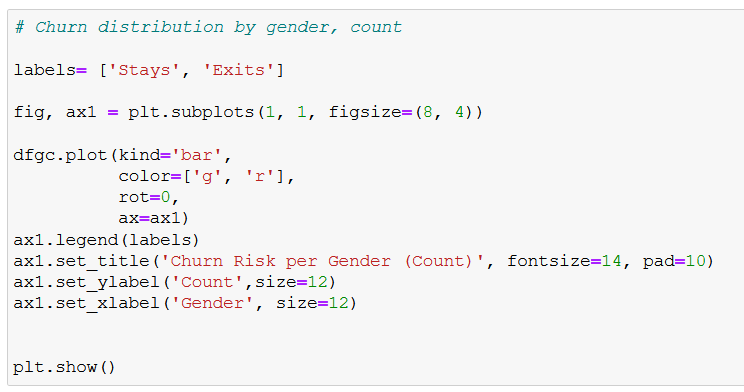 # Churn distribution by gender, count
labels= ['Stays', 'Exits']
fig, ax1 = plt.subplots(1, 1, figsize=(8, 4))
dfgc.plot(kind='bar',
          color=['g', 'r'],
          rot=0,
          ax=ax1)
ax1.legend(labels)
ax1.set_title('Churn Risk per Gender (Count)', fontsize=14, pad=10)
ax1.set_ylabel('Count',size=12)
ax1.set_xlabel('Gender', size=12)
plt.show()